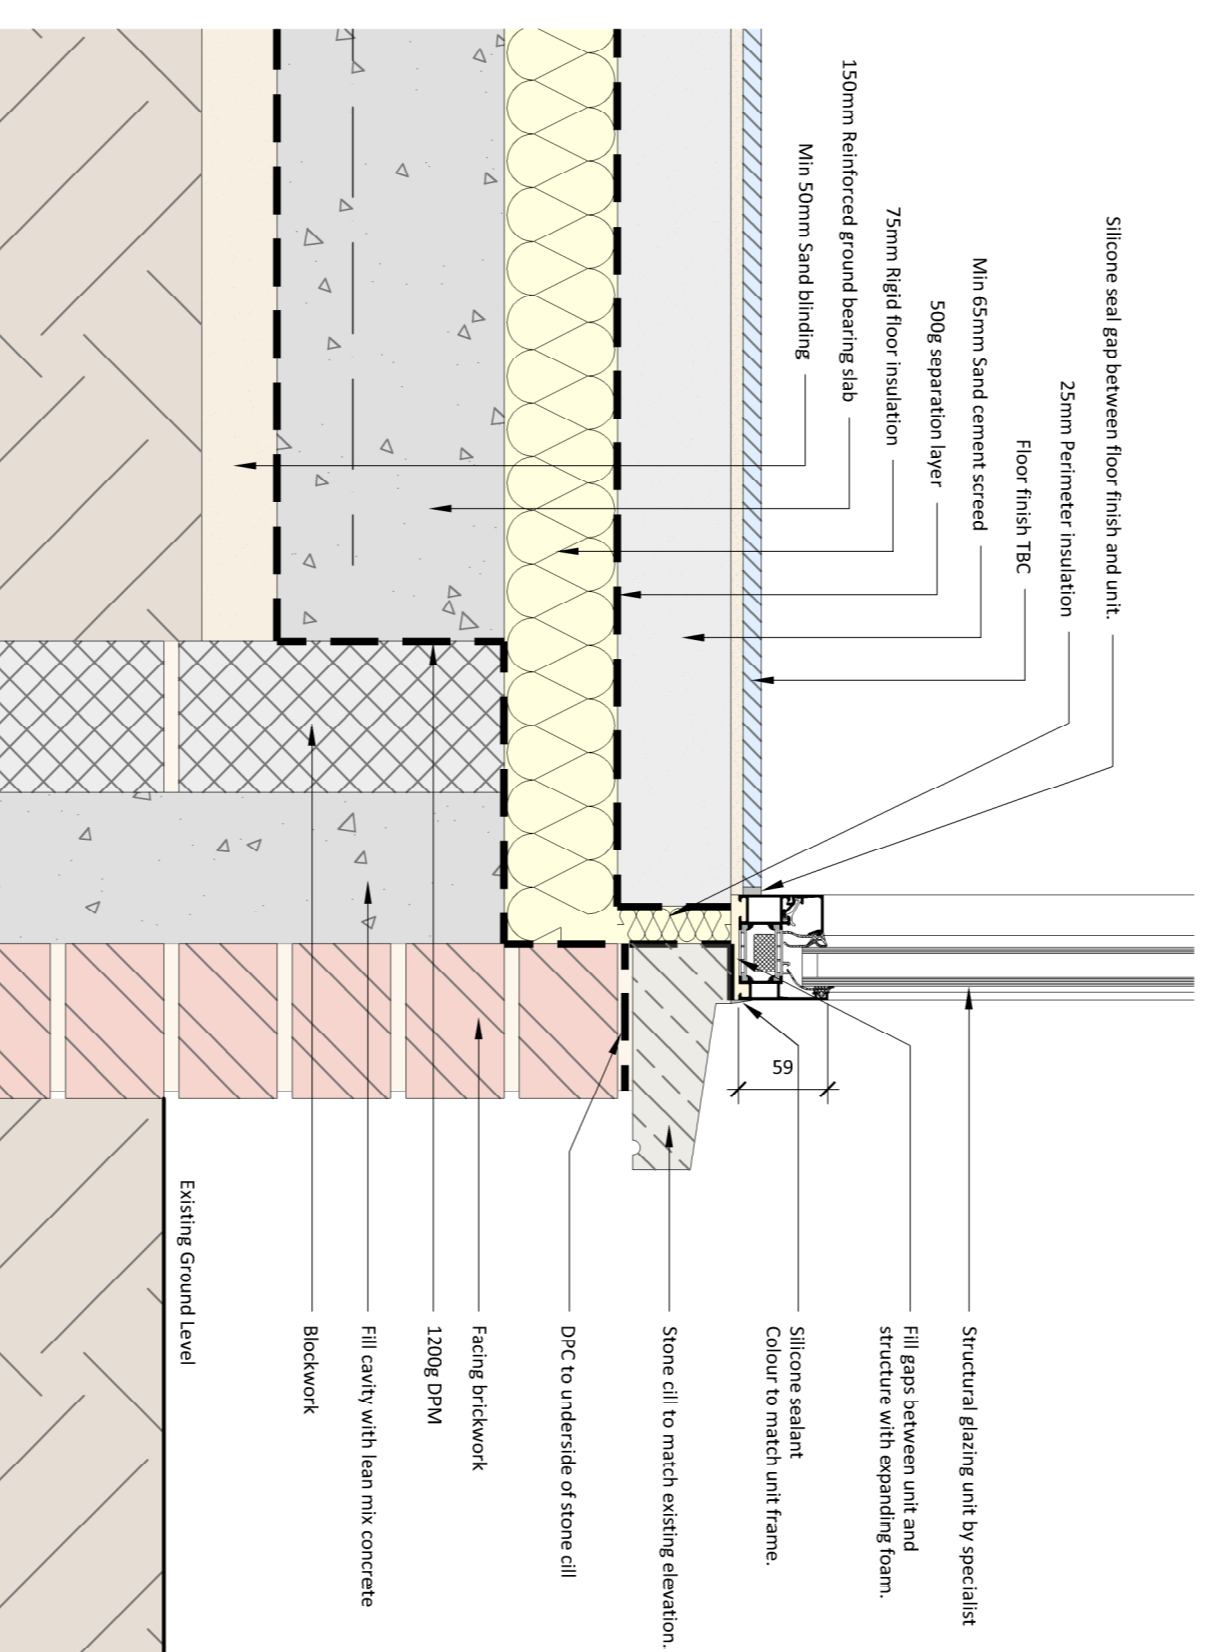 Silicone seal gap between floor finish and unit.
25mm Perimeter insulation
Floor finish TBC
Min 65mm Sand cement screed
500g separation layer
75mm Rigid floor insulation
150mm Reinforced ground bearing slab
Min 50mm Sand blinding
59
Structural glazing unit by specialist
Fill gaps between unit and
structure with expanding foam.
Silicone sealant
Colour to match unit frame.
Stone cill to match existing elevation.
DPC to underside of stone cill
Facing brickwork
1200g DPM
Fill cavity with lean mix concrete
Blockwork
Existing Ground Level